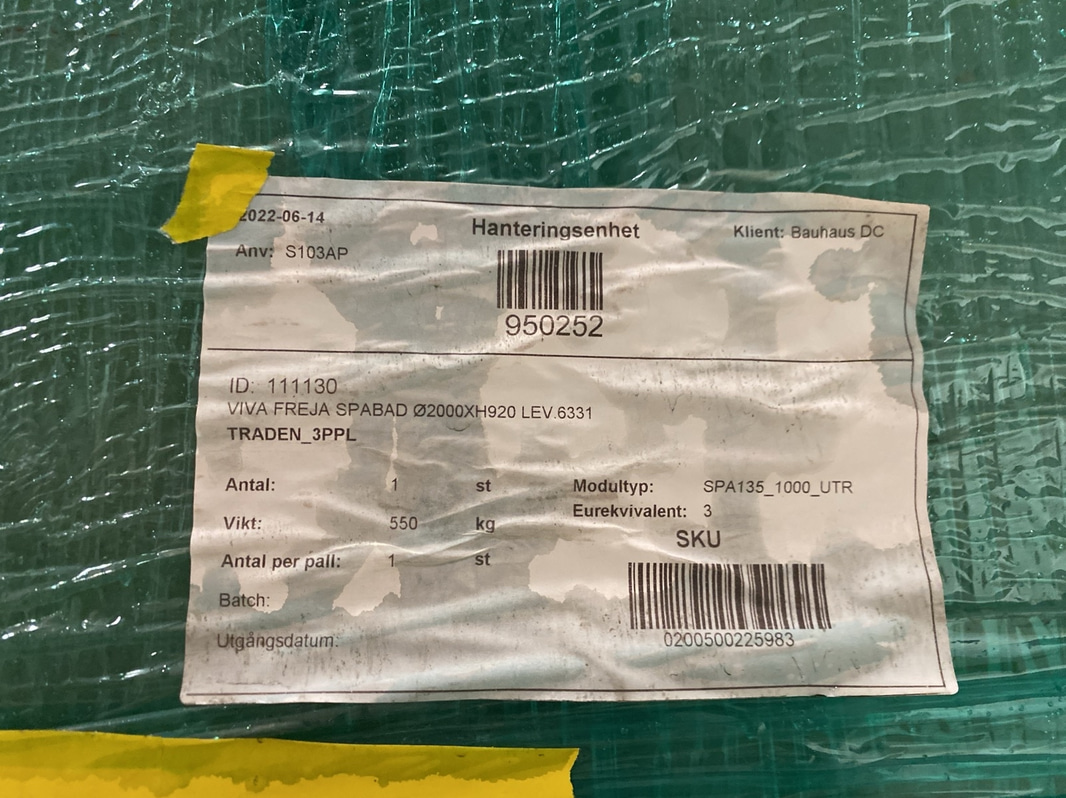 2022-06-14
Hanteringsenhet
Klient: Bauhaus DC
Anv: S103AP
950252
ID: 111130
VIVA FREJA SPABAD Ø2000XH920 LEV.6331
TRADEN_3PPL
Antal: 1 st
Modultyp: SPA135_1000_UTR
Vikt: 550 kg
Eurekvivalent: 3
SKU
Antal per pall: 1 st
Batch:
Utgångsdatum:
0200500225983